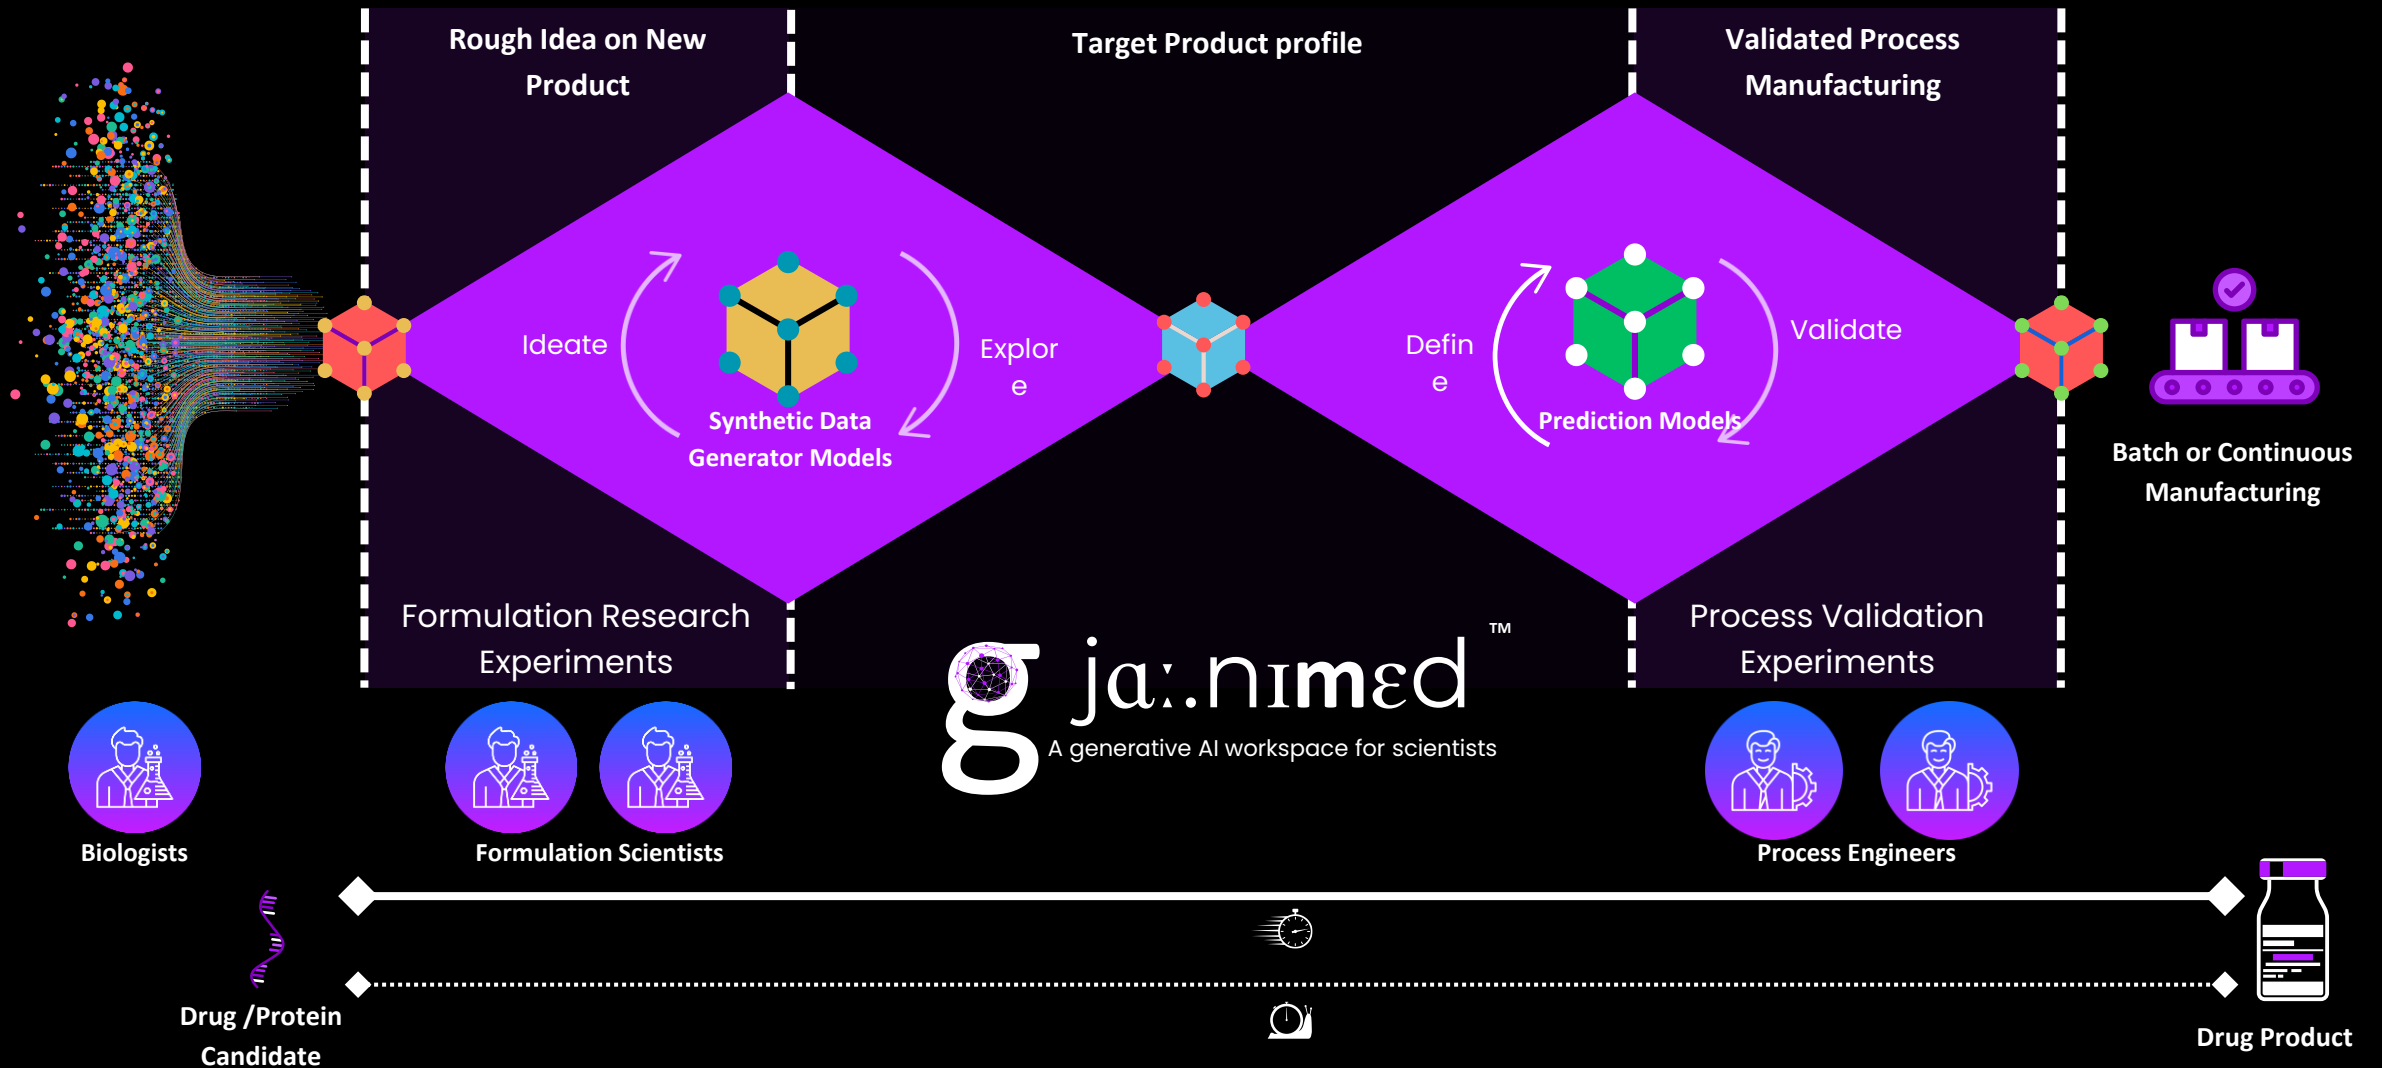 Rough Idea on New
Product
Target Product profile
Validated Process
Manufacturing
Ideate
Explor
e
Synthetic Data
Generator Models
Defin
e
Validate
Prediction Models
Batch or Continuous
Manufacturing
Formulation Research
Experiments
Process Validation
Experiments
g jɑː.nɪmɛd ™
A generative AI workspace for scientists
Biologists
Formulation Scientists
Process Engineers
Drug /Protein
Candidate
Drug Product